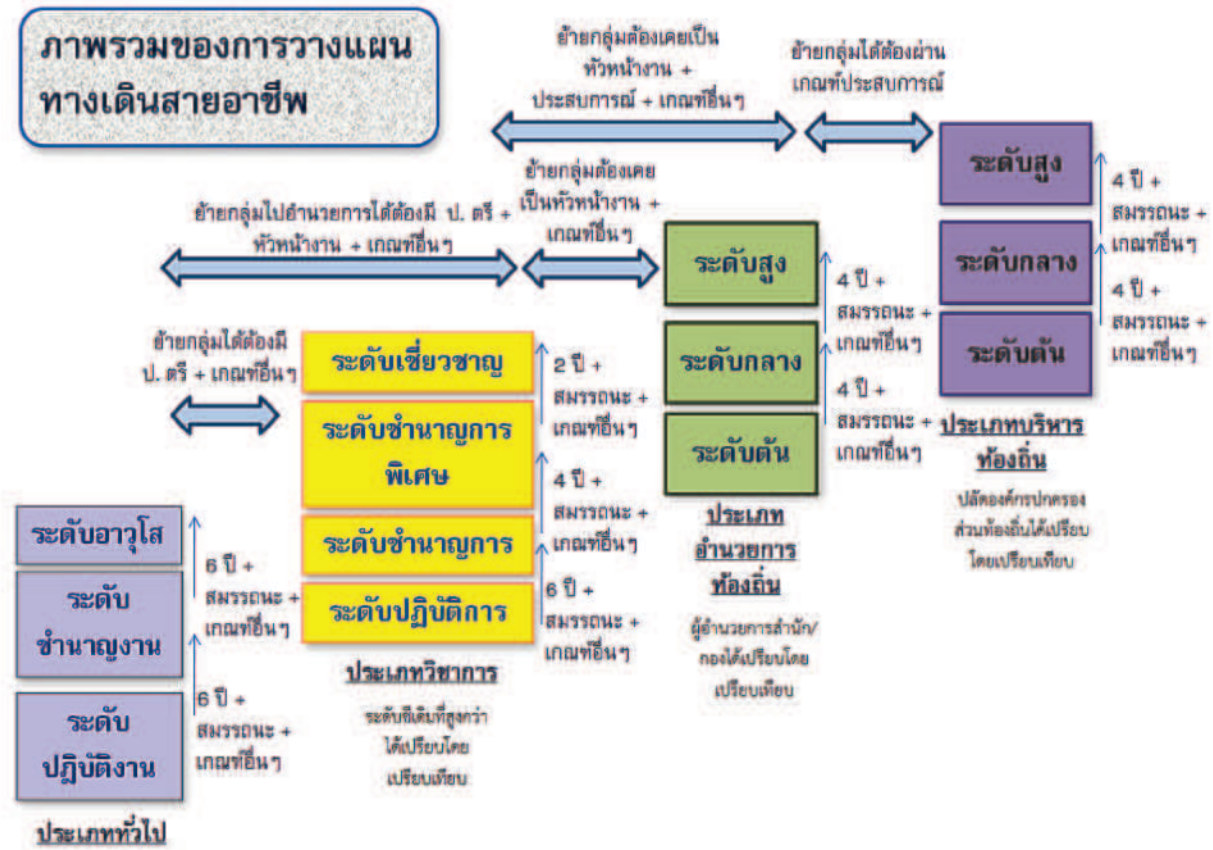 ภาพรวมของการวางแผน
ทางเดินสายอาชีพ
ย้ายกลุ่มต้องเคยเป็น
หัวหน้างาน +
ประสบการณ์ + เกณฑ์อื่นๆ
ย้ายกลุ่มได้ต้องผ่าน
เกณฑ์ประสบการณ์
ย้ายกลุ่มไปอำนวยการได้ต้องมี ป. ตรี +
หัวหน้างาน + เกณฑ์อื่นๆ
ย้ายกลุ่มต้องเคย
เป็นหัวหน้างาน +
เกณฑ์อื่นๆ
ย้ายกลุ่มได้ต้องมี
ป. ตรี + เกณฑ์อื่นๆ
ระดับอาวุโส
ระดับ
ชำนาญงาน
ระดับ
ปฏิบัติงาน
6 ปี +
สมรรถนะ +
เกณฑ์อื่นๆ
6 ปี +
สมรรถนะ +
เกณฑ์อื่นๆ
ประเภททั่วไป
ระดับเชี่ยวชาญ
ระดับชำนาญการ
พิเศษ
ระดับชำนาญการ
ระดับปฏิบัติการ
2 ปี +
สมรรถนะ +
เกณฑ์อื่นๆ
4 ปี +
สมรรถนะ +
เกณฑ์อื่นๆ
6 ปี +
สมรรถนะ +
เกณฑ์อื่นๆ
ประเภทวิชาการ
ระดับซีเดิมที่สูงกว่า
ได้เปรียบโดย
เปรียบเทียบ
ระดับสูง
ระดับกลาง
ระดับต้น
4 ปี +
สมรรถนะ +
เกณฑ์อื่นๆ
4 ปี +
สมรรถนะ +
เกณฑ์อื่นๆ
ประเภท
อำนวยการ
ท้องถิ่น
ผู้อำนวยการสำนัก/
กองได้เปรียบโดย
เปรียบเทียบ
ระดับสูง
ระดับกลาง
ระดับต้น
4 ปี +
สมรรถนะ +
เกณฑ์อื่นๆ
4 ปี +
สมรรถนะ +
เกณฑ์อื่นๆ
ประเภทบริหาร
ท้องถิ่น
ปลัดองค์กรปกครอง
ส่วนท้องถิ่นได้เปรียบ
โดยเปรียบเทียบ